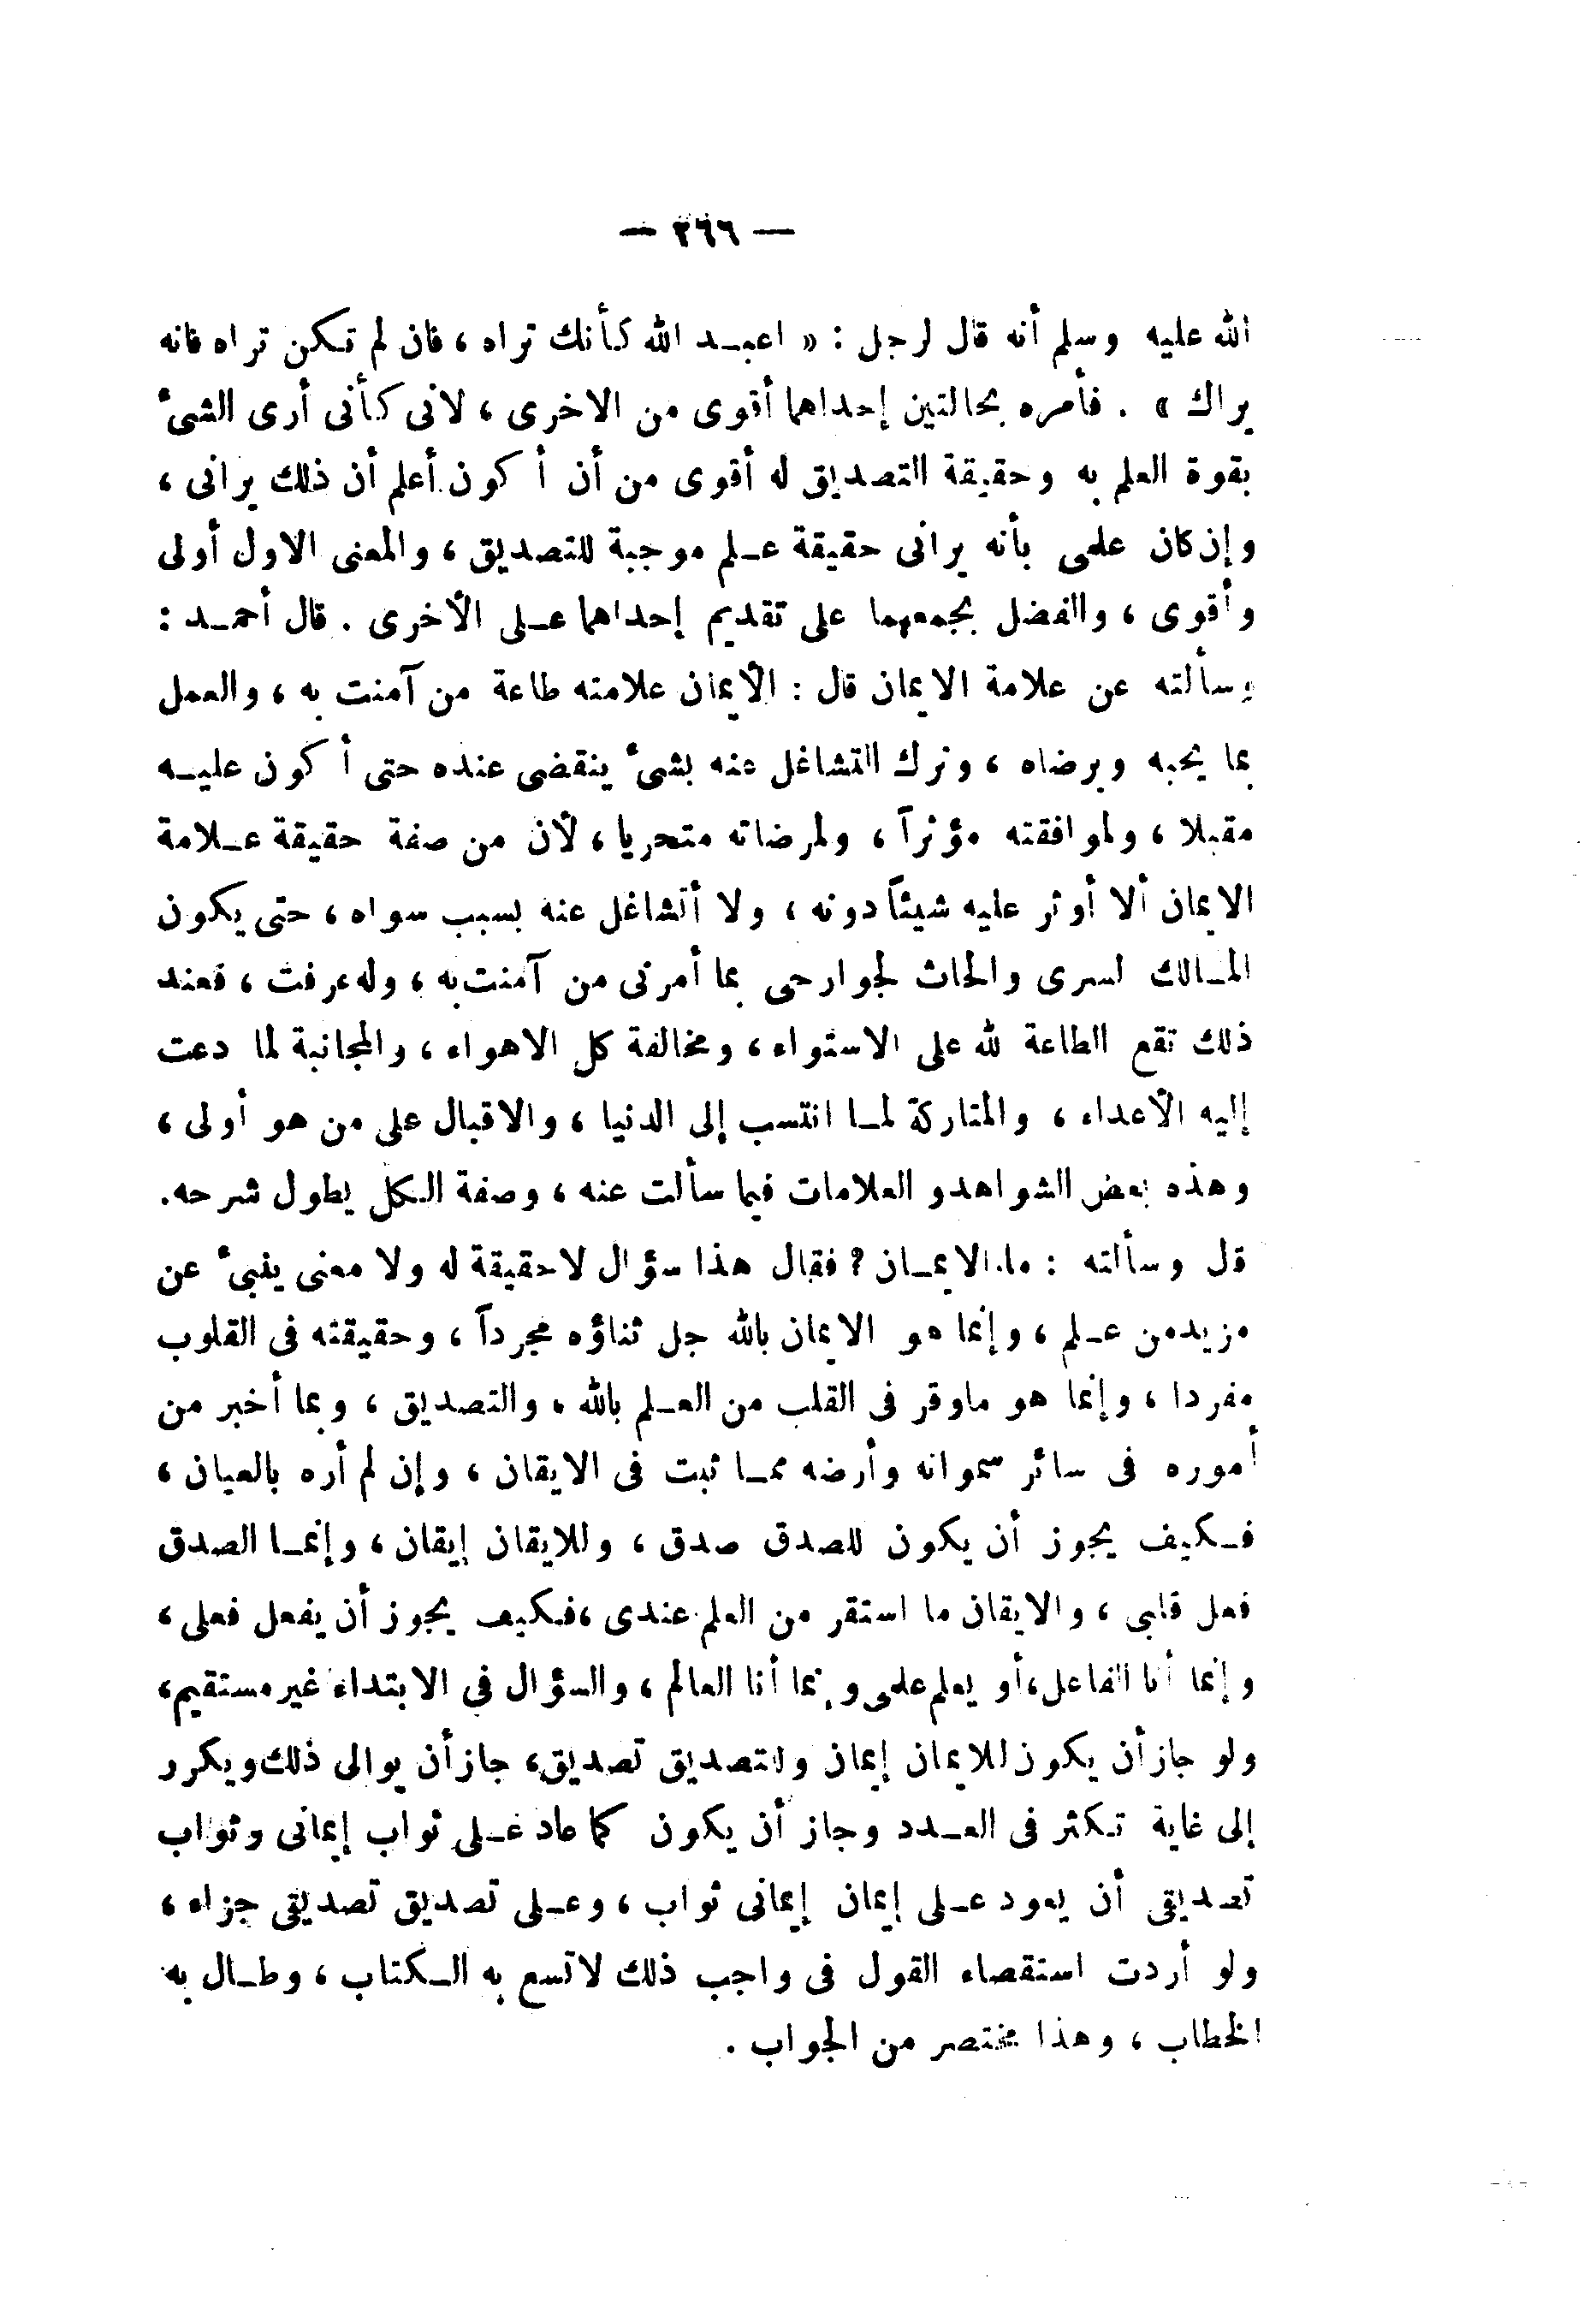 — ٢٦٦ —
الله عليه وسلم أنه قال لرجل : « اعبد الله كأنك تراه ، فان لم تكن تراه فانه
يراك » . فأمره بحالتين إحداهما أقوى من الاخرى ، لانى كأنى أرى الشىء
بقوة العلم به وحقيقة التصديق له أقوى من أن أكون أعلم أن ذلك يرانى ،
وإن كان علمى بأنه يرانى حقيقة علم موجبة للتصديق ، والمعنى الاول أولى
وأقوى ، والفضل بجمعهما على تقديم إحداهما على الأخرى . قال أحمد :
وسألته عن علامة الايمان قال : الأيمان علامته طاعة من آمنت به ، والعمل
بما يحبه ويرضاه ، وترك التشاغل عنه بشىء ينقضى عنده حتى أكون عليه
مقبلا ، ولموافقته مؤثرآ ، ولمرضاته متحريا ، لأن من صفة حقيقة علامة
الايمان ألا أوثر عليه شيئاً دونه ، ولا أتشاغل عنه بسبب سواه ، حتى يكون
المالك لسرى والحاث لجوارحى بما أمرنى من آمنت به ، وله عرفت ، فعند
ذلك تقع الطاعة لله على الاستواء ، ومخالفة كل الاهواء ، والمجانبة لما دعت
إليه الأعداء ، والمتاركة لما انتسب إلى الدنيا ، والاقبال على من هو أولى ،
وهذه بعض الشواهد والعلامات فيما سألت عنه ، وصفة الكل يطول شرحه .
قال وسألته : ما الايمان ? فقال هذا سؤال لا حقيقة له ولا معنى ينبىء عن
مزيد من علم ، وإنما هو الايمان بالله جل ثناؤه مجردآ ، وحقيقته فى القلوب
مفردا ، وإنما هو ما وقر فى القلب من العلم بالله ، والتصديق ، وبما أخبر من
أموره فى سائر سمواته وأرضه مما ثبت فى الايقان ، وإن لم أره بالعيان ،
فكيف يجوز أن يكون للصدق صدق ، وللايقان إيقان ، وإنما الصدق
فعل قلبى ، والايقان ما استقر من العلم عندى ، فكيف يجوز أن يفعل فعلى ،
وإنما أنا الفاعل ، أو يعلم علمى وإنما أنا العالم ، والسؤال فى الابتداء غير مستقيم ،
ولو جاز أن يكون للايمان إيمان ولتصديق تصديق ، جاز أن يوالى ذلك ويكرر
إلى غاية تكثر فى العدد وجاز أن يكون كما عاد على ثواب إيمانى وثواب
تصديقى أن يعود على إيمان إيمانى ثواب ، وعلى تصديق تصديقى جزاء ،
ولو أردت استقصاء القول فى واجب ذلك لاتسع به الكتاب ، وطال به
الخطاب ، وهذا مختصر من الجواب .